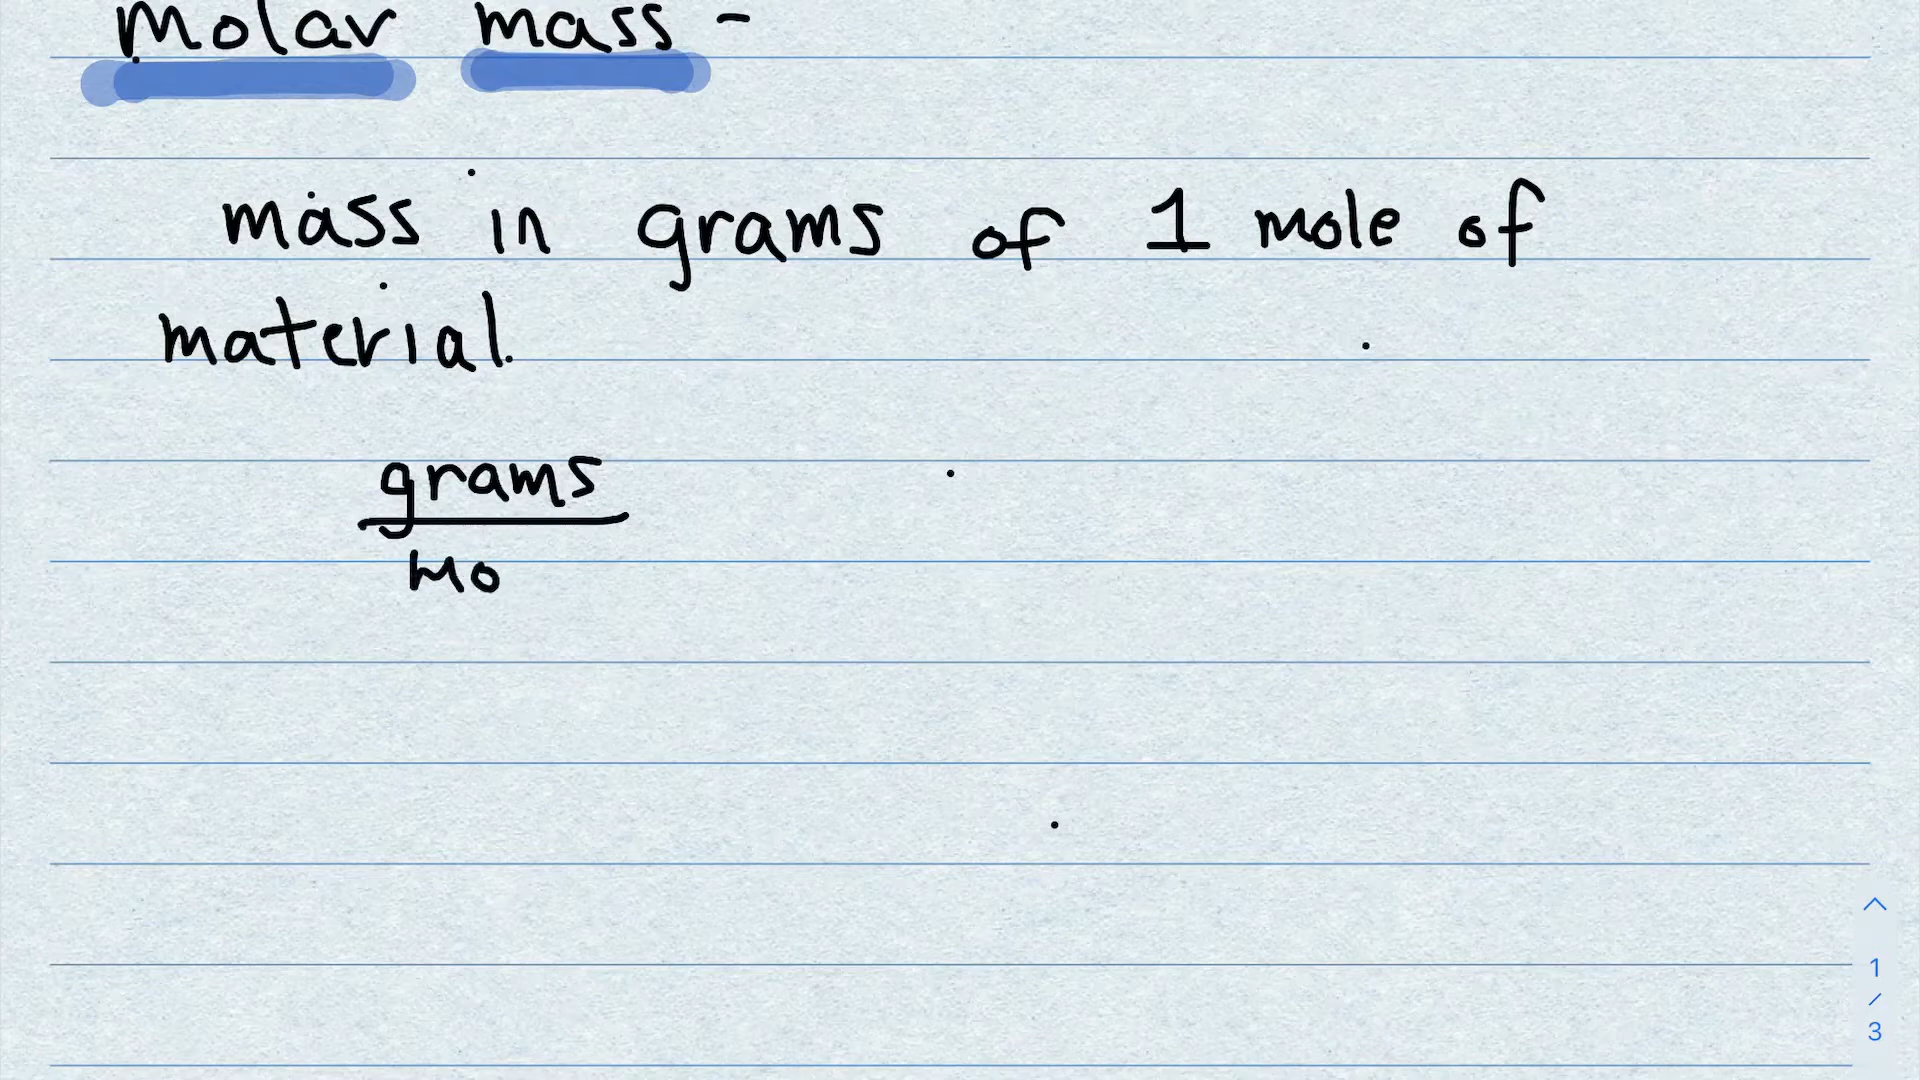 Molar mass -
mass in grams of 1 mole of
material.
grams
Mo
1
/
3